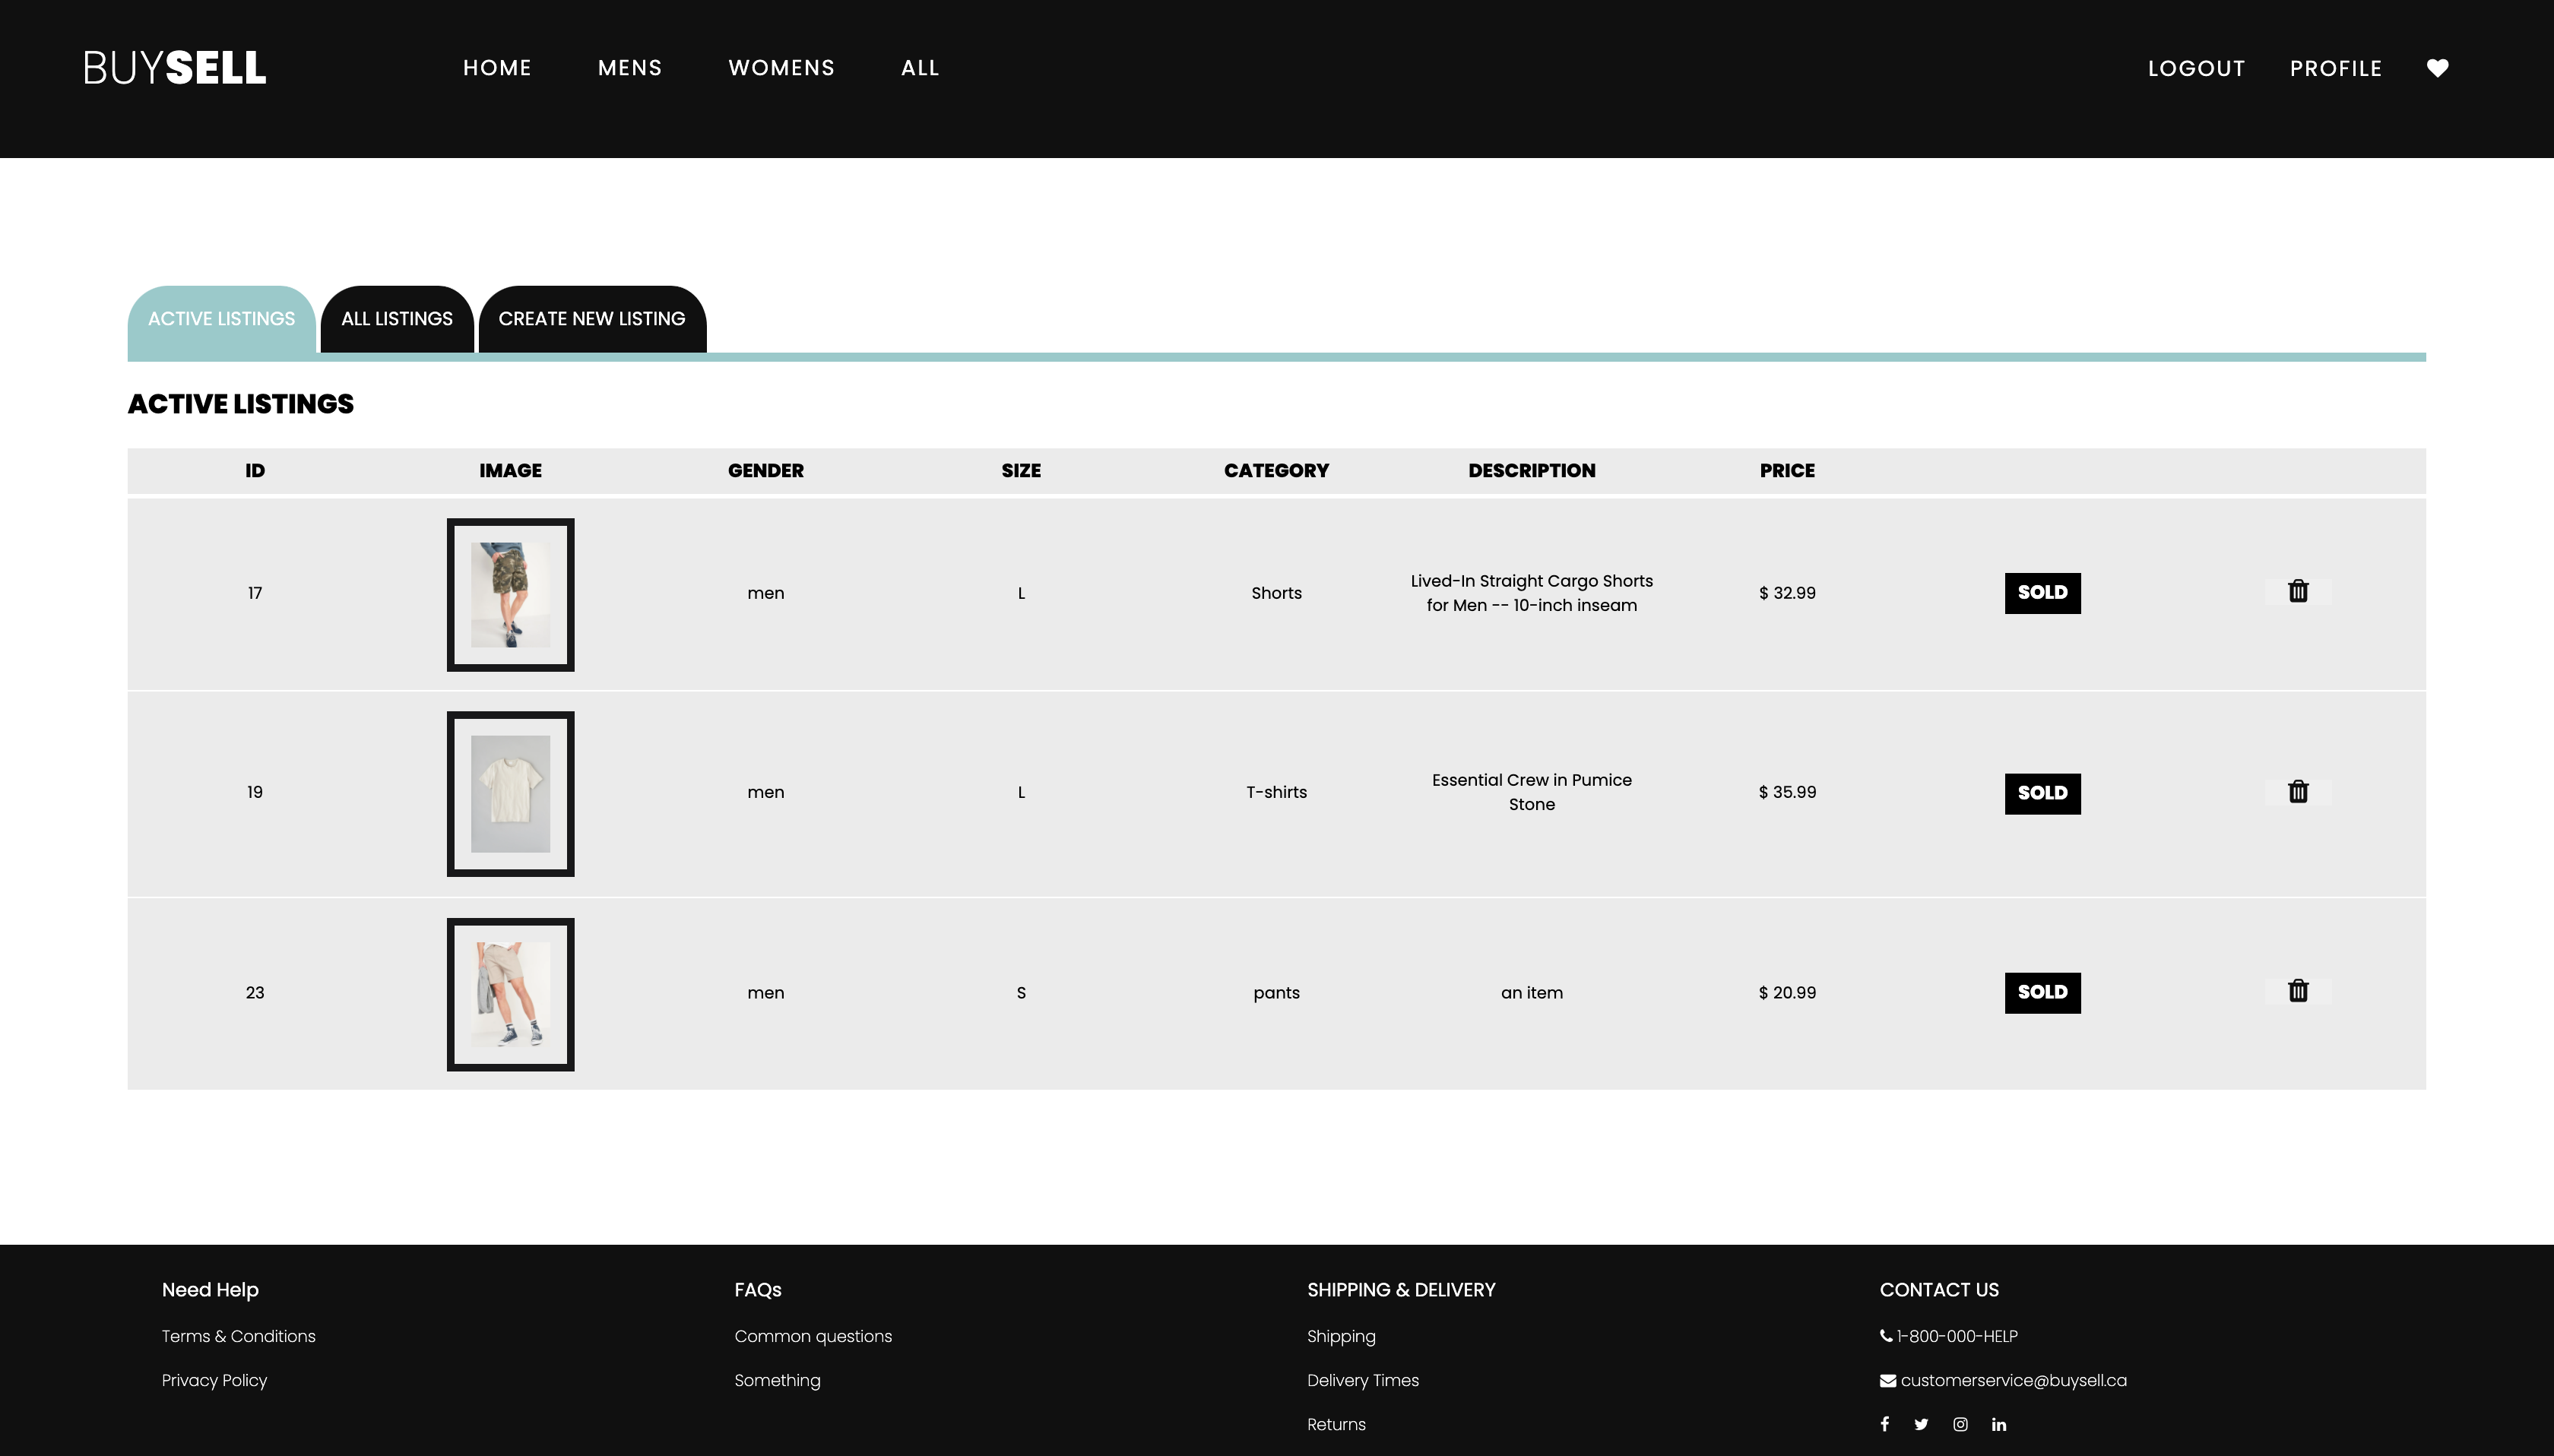 BUYSELL
HOME MENS WOMENS ALL
LOGOUT PROFILE
ACTIVE LISTINGS ALL LISTINGS CREATE NEW LISTING
ACTIVE LISTINGS
ID IMAGE GENDER SIZE CATEGORY DESCRIPTION PRICE
17 men L Shorts Lived-In Straight Cargo Shorts $ 32.99 SOLD
for Men -- 10-inch inseam
19 men L T-shirts Essential Crew in Pumice $ 35.99 SOLD
Stone
23 men S pants an item $ 20.99 SOLD
Need Help FAQs SHIPPING & DELIVERY CONTACT US
Terms & Conditions Common questions Shipping 1-800-000-HELP
Privacy Policy Something Delivery Times customerservice@buysell.ca
Returns